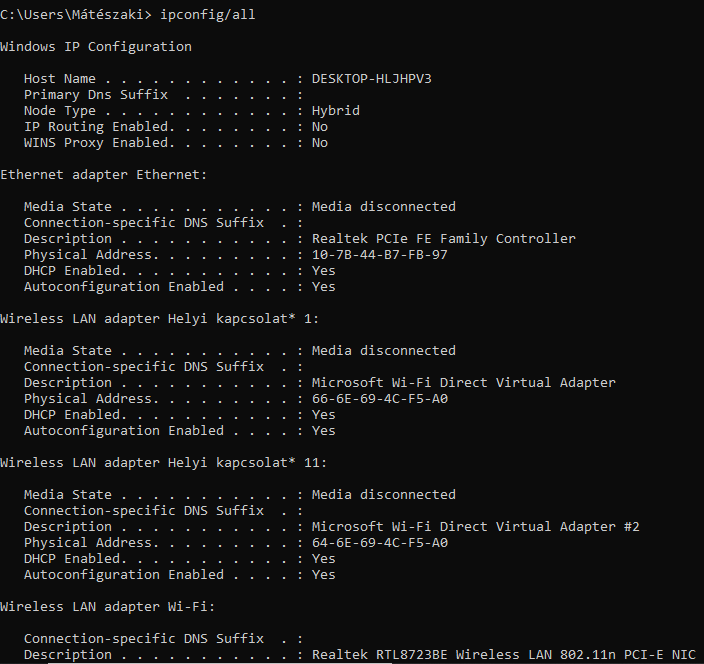 C:\Users\Mátészaki> ipconfig/all
Windows IP Configuration
Host Name . . . . . . . . . . . . : DESKTOP-HLJHPV3
Primary Dns Suffix  . . . . . . . :
Node Type . . . . . . . . . . . . : Hybrid
IP Routing Enabled. . . . . . . . : No
WINS Proxy Enabled. . . . . . . . : No
Ethernet adapter Ethernet:
Media State . . . . . . . . . . . : Media disconnected
Connection-specific DNS Suffix  . :
Description . . . . . . . . . . . : Realtek PCIe FE Family Controller
Physical Address. . . . . . . . . : 10-7B-44-B7-FB-97
DHCP Enabled. . . . . . . . . . . : Yes
Autoconfiguration Enabled . . . . : Yes
Wireless LAN adapter Helyi kapcsolat* 1:
Media State . . . . . . . . . . . : Media disconnected
Connection-specific DNS Suffix  . :
Description . . . . . . . . . . . : Microsoft Wi-Fi Direct Virtual Adapter
Physical Address. . . . . . . . . : 66-6E-69-4C-F5-A0
DHCP Enabled. . . . . . . . . . . : Yes
Autoconfiguration Enabled . . . . : Yes
Wireless LAN adapter Helyi kapcsolat* 11:
Media State . . . . . . . . . . . : Media disconnected
Connection-specific DNS Suffix  . :
Description . . . . . . . . . . . : Microsoft Wi-Fi Direct Virtual Adapter #2
Physical Address. . . . . . . . . : 64-6E-69-4C-F5-A0
DHCP Enabled. . . . . . . . . . . : Yes
Autoconfiguration Enabled . . . . : Yes
Wireless LAN adapter Wi-Fi:
Connection-specific DNS Suffix  . :
Description . . . . . . . . . . . : Realtek RTL8723BE Wireless LAN 802.11n PCI-E NIC